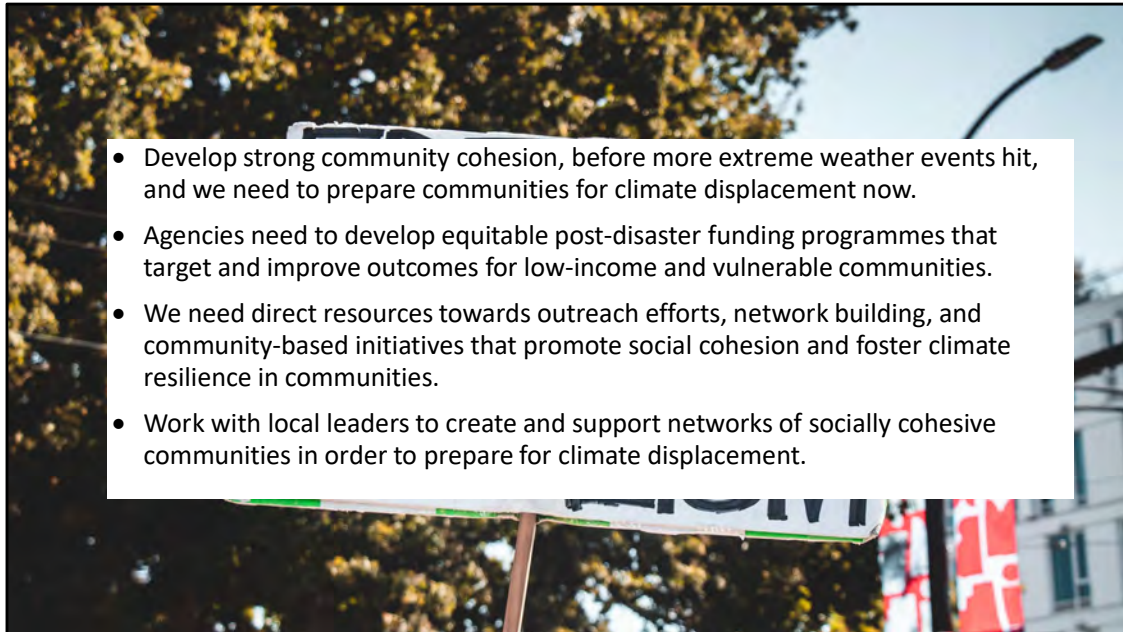 • Develop strong community cohesion, before more extreme weather events hit,
and we need to prepare communities for climate displacement now.
• Agencies need to develop equitable post-disaster funding programmes that
target and improve outcomes for low-income and vulnerable communities.
• We need direct resources towards outreach efforts, network building, and
community-based initiatives that promote social cohesion and foster climate
resilience in communities.
• Work with local leaders to create and support networks of socially cohesive
communities in order to prepare for climate displacement.